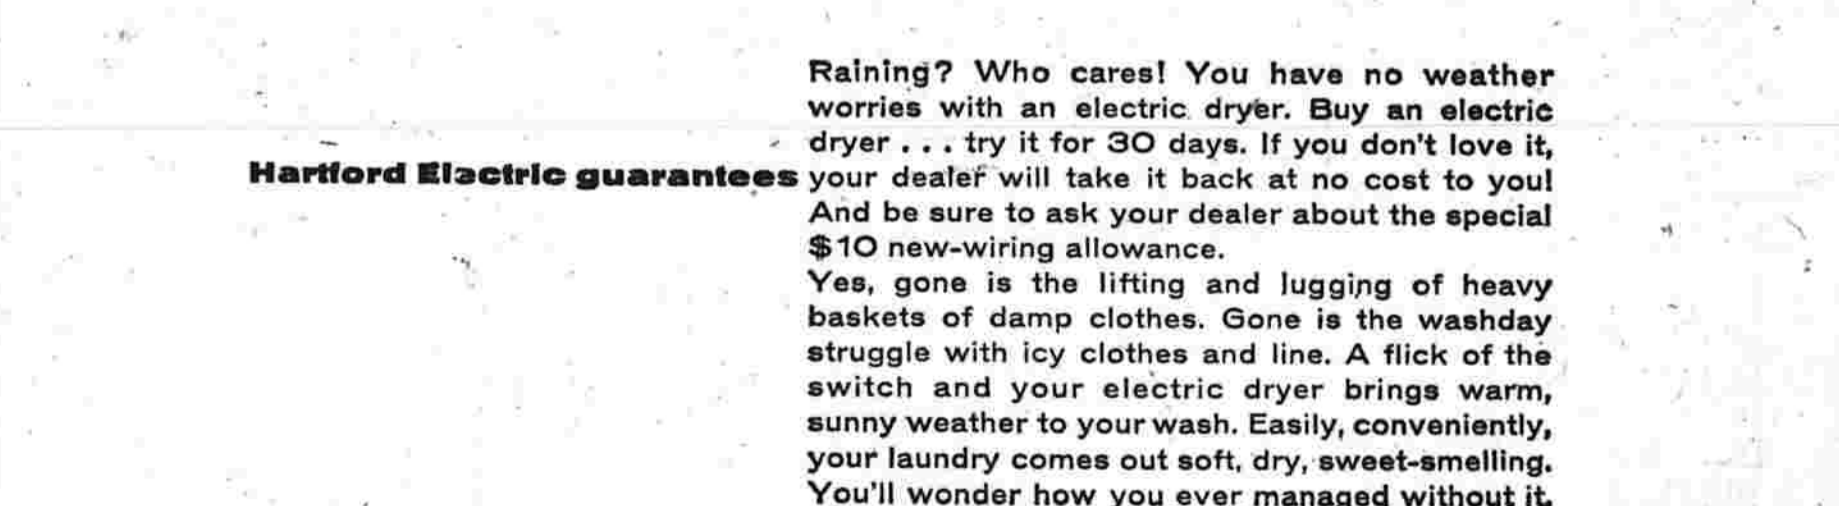 Raining? Who cares! You have no weather
worries with an electric dryer. Buy an electric
dryer . . . try it for 30 days. If you don't love it,
Hartford Electric guarantees your dealer will take it back at no cost to you!
And be sure to ask your dealer about the special
$10 new-wiring allowance.
Yes, gone is the lifting and lugging of heavy
baskets of damp clothes. Gone is the washday
struggle with icy clothes and line. A flick of the
switch and your electric dryer brings warm,
sunny weather to your wash. Easily, conveniently,
your laundry comes out soft, dry, sweet-smelling.
You'll wonder how you ever managed without it.